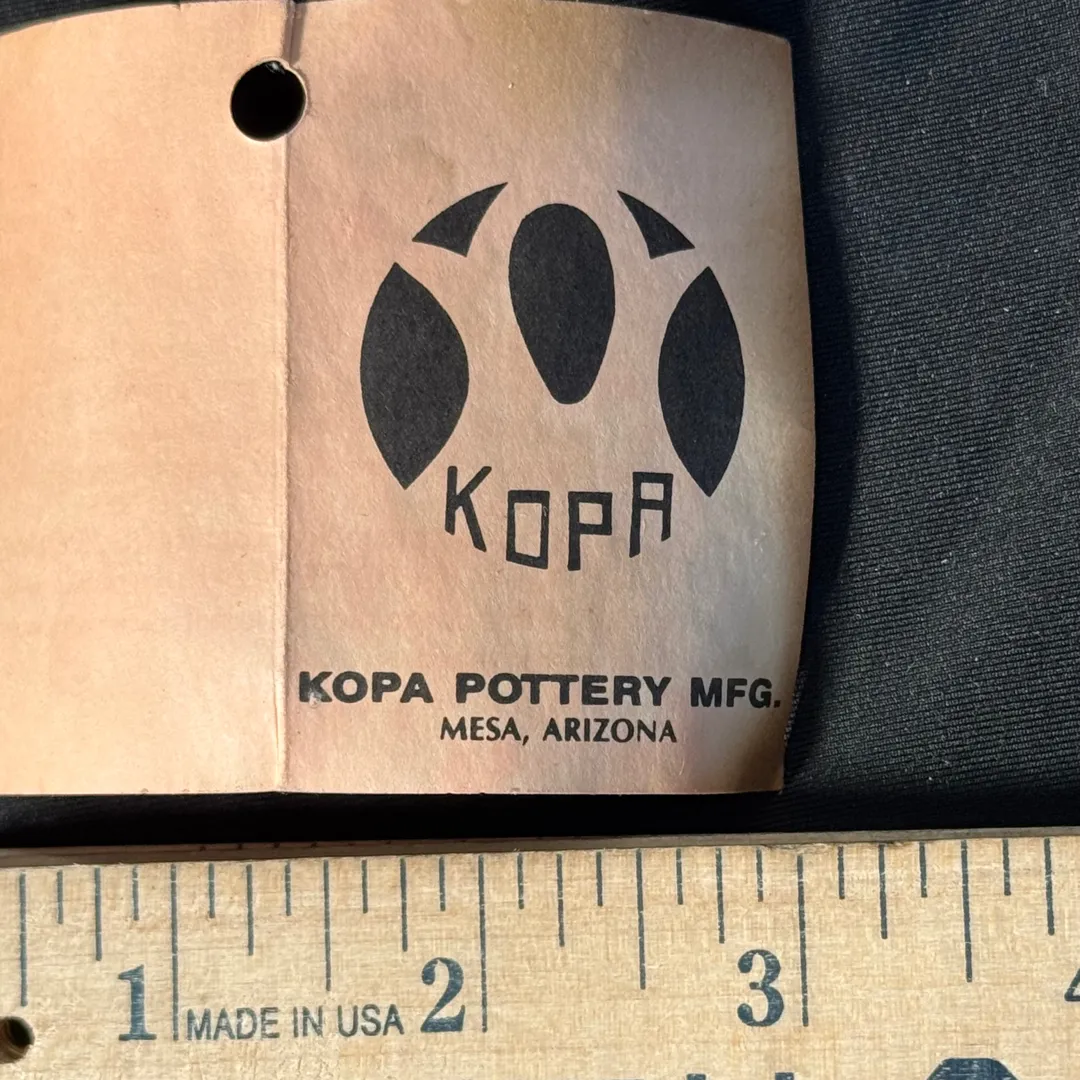 KOPA
KOPA POTTERY MFG.
MESA, ARIZONA
1 MADE IN USA 2 3